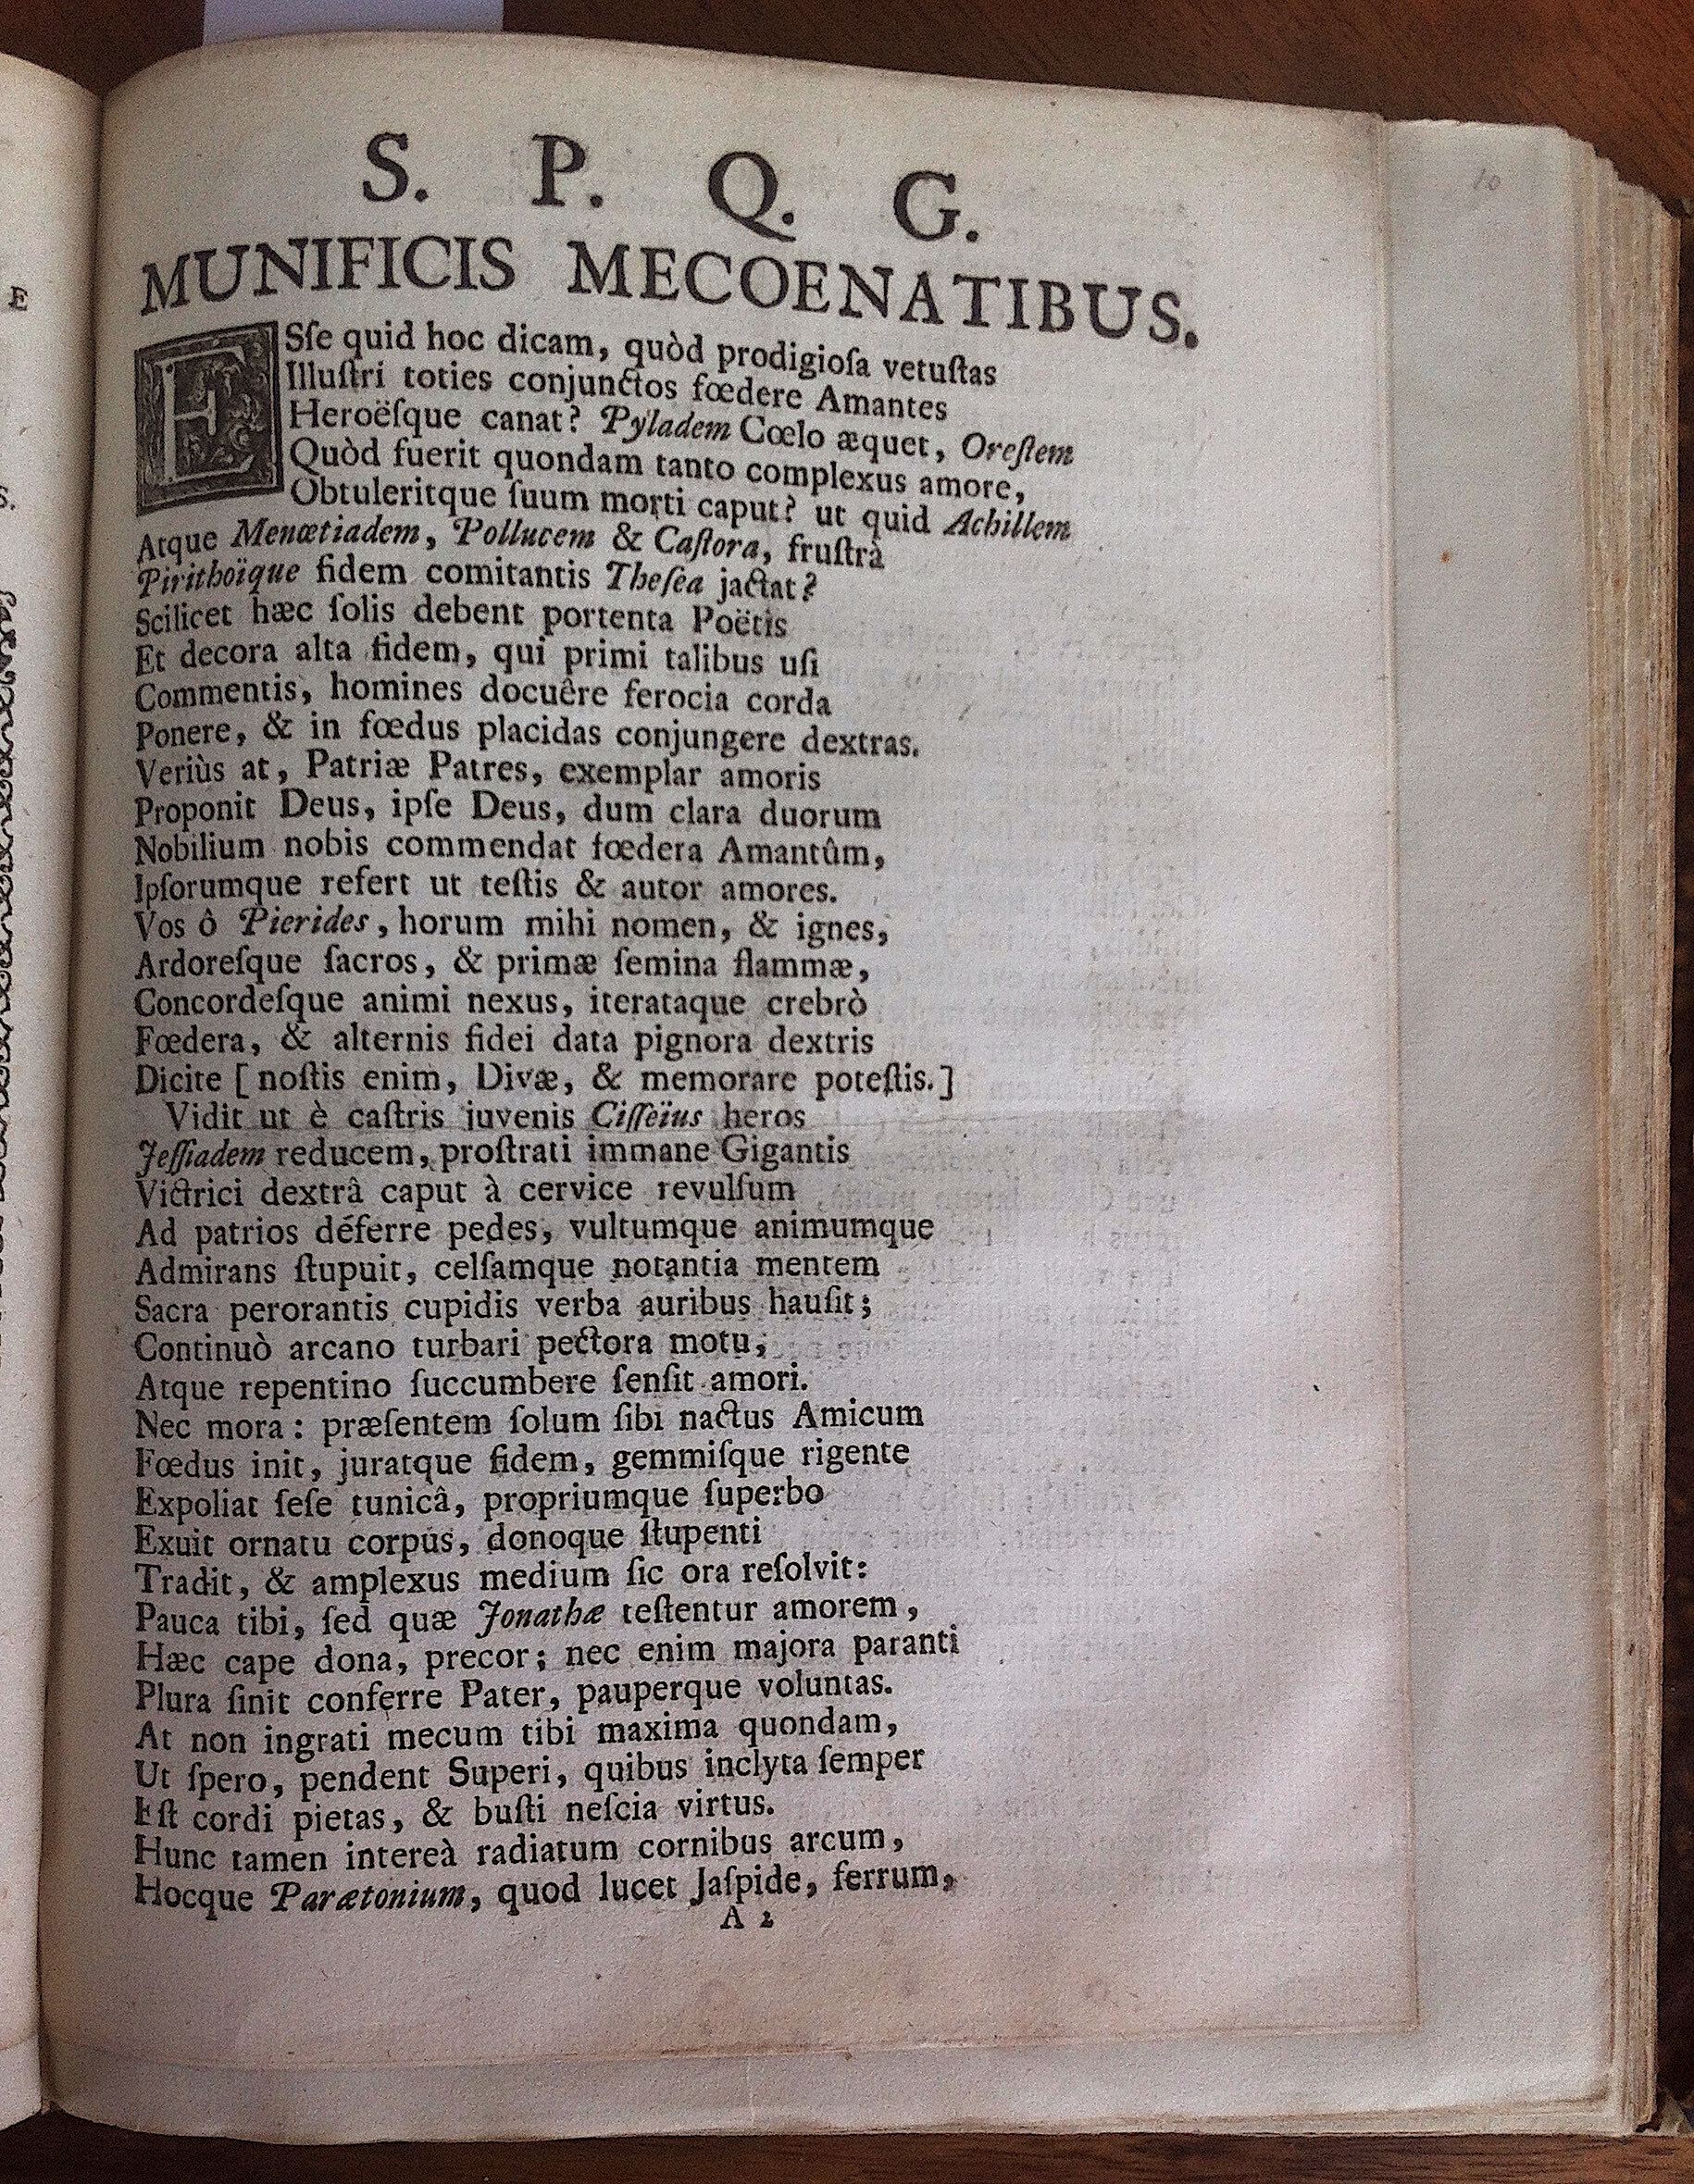 S. P. Q. G.
MUNIFICIS MECOENATIBUS.
ESſe quid hoc dicam, quòd prodigioſa vetuſtas
Illuſtri toties conjunctos fœdere Amantes
Heroëſque canat? Pyladem Cœlo æquet, Oreſtem
Quòd fuerit quondam tanto complexus amore,
Obtuleritque ſuum morti caput? ut quid Achillem
Atque Menœtiadem, Pollucem & Caſtora, fruſtrà
Pirithoïque fidem comitantis Theſea jactat?
Scilicet hæc ſolis debent portenta Poëtis
Et decora alta fidem, qui primi talibus uſi
Commentis, homines docuêre ferocia corda
Ponere, & in fœdus placidas conjungere dextras.
Veriùs at, Patriæ Patres, exemplar amoris
Proponit Deus, ipſe Deus, dum clara duorum
Nobilium nobis commendat fœdera Amantûm,
Ipſorumque refert ut teſtis & autor amores.
Vos ô Pierides, horum mihi nomen, & ignes,
Ardoreſque ſacros, & primæ ſemina flammæ,
Concordeſque animi nexus, iterataque crebrò
Fœdera, & alternis fidei data pignora dextris
Dicite [ noſtis enim, Divæ, & memorare poteſtis.]
Vidit ut è caſtris juvenis Ciſſëïus heros
Jeſſiadem reducem, proſtrati immane Gigantis
Victrici dextrâ caput à cervice revulſum
Ad patrios déferre pedes, vultumque animumque
Admirans ſtupuit, celſamque notantia mentem
Sacra perorantis cupidis verba auribus hauſit;
Continuò arcano turbari pectora motu,
Atque repentino ſuccumbere ſenſit amori.
Nec mora: præſentem ſolum ſibi nactus Amicum
Fœdus init, juratque fidem, gemmiſque rigente
Expoliat ſeſe tunicâ, propriumque ſuperbo
Exuit ornatu corpus, donoque ſtupenti
Tradit, & amplexus medium ſic ora reſolvit:
Pauca tibi, ſed quæ Jonathæ teſtentur amorem,
Hæc cape dona, precor; nec enim majora paranti
Plura ſinit conferre Pater, pauperque voluntas.
At non ingrati mecum tibi maxima quondam,
Ut ſpero, pendent Superi, quibus inclyta ſemper
Eſt cordi pietas, & buſti neſcia virtus.
Hunc tamen intereà radiatum cornibus arcum,
Hocque Parætonium, quod lucet Jaſpide, ferrum,
A 2
10
E
S.